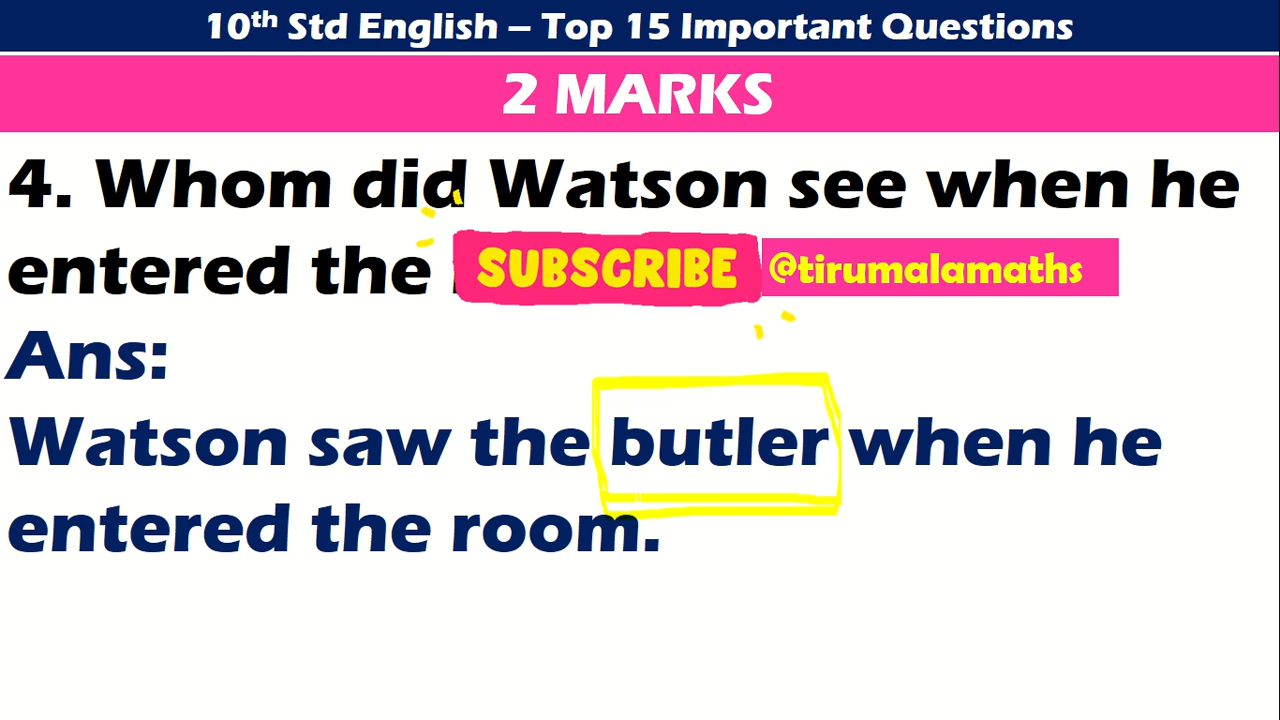 10th Std English – Top 15 Important Questions
2 MARKS
4. Whom did Watson see when he
entered the
SUBSCRIBE
@tirumalamaths
Ans:
Watson saw the butler when he
entered the room.